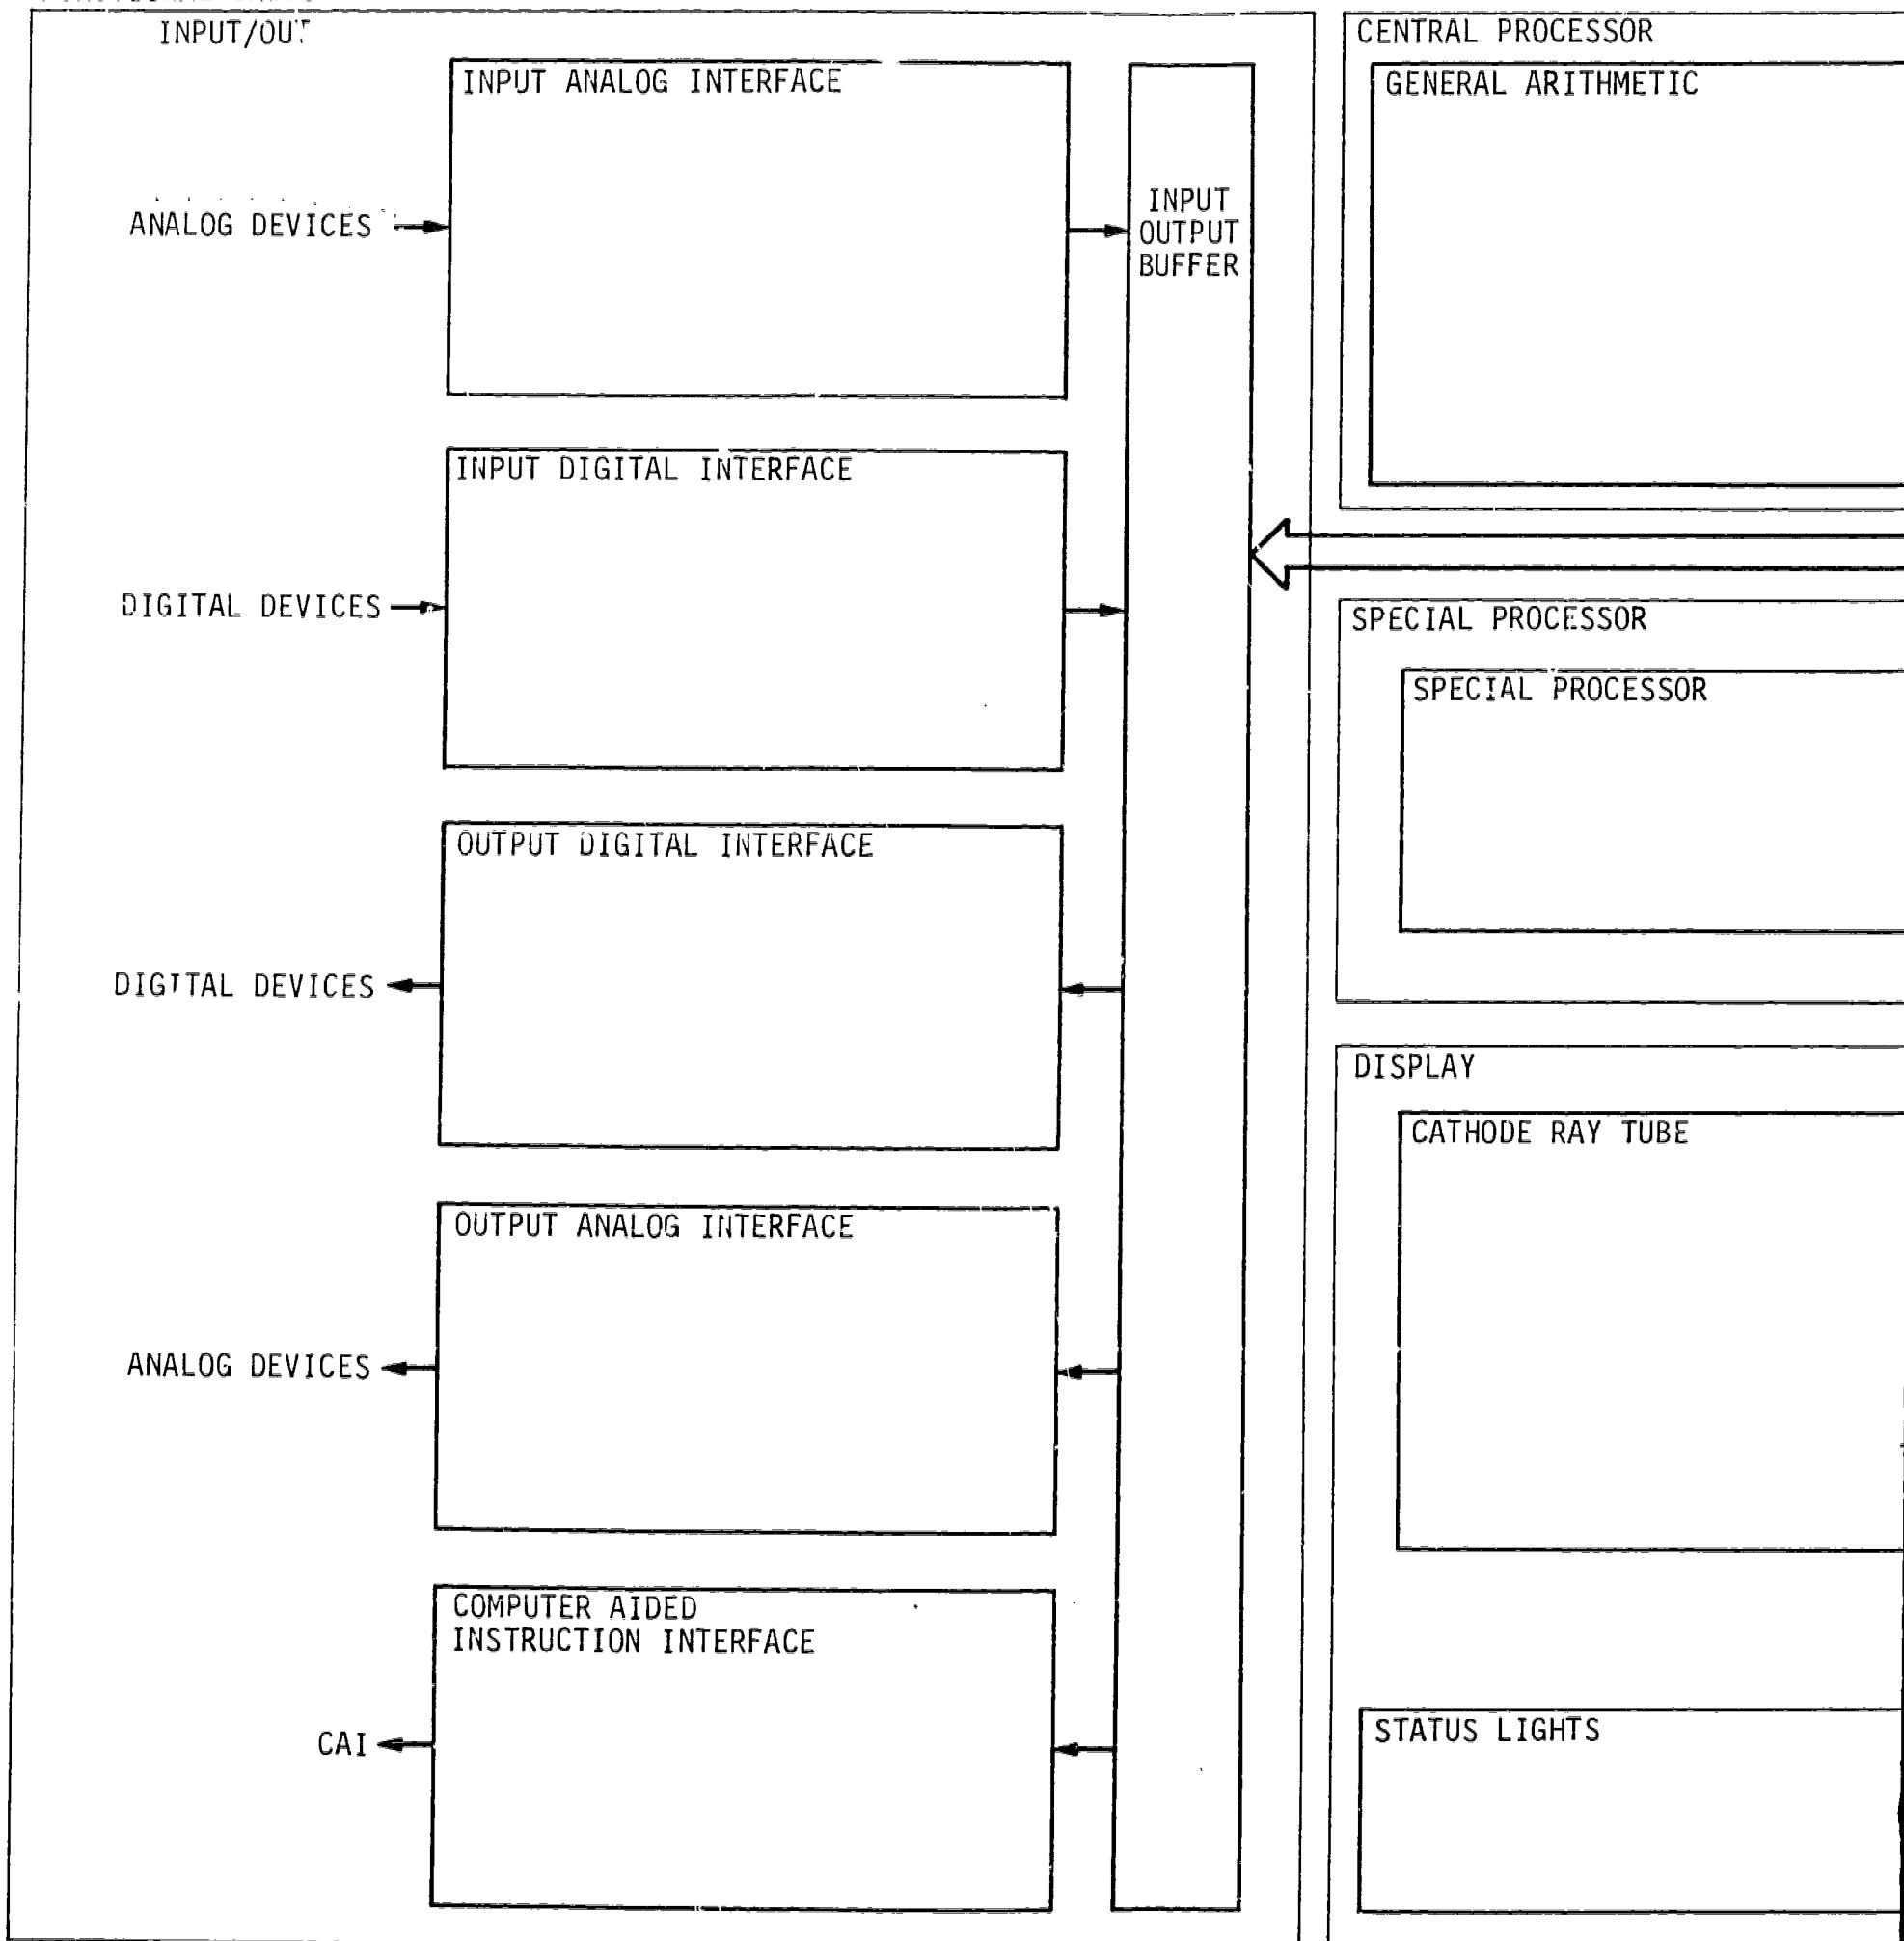 INPUT/OUT
INPUT ANALOG INTERFACE
ANALOG DEVICES
INPUT
OUTPUT
BUFFER
INPUT DIGITAL INTERFACE
DIGITAL DEVICES
OUTPUT DIGITAL INTERFACE
DIGITAL DEVICES
OUTPUT ANALOG INTERFACE
ANALOG DEVICES
COMPUTER AIDED
INSTRUCTION INTERFACE
CAI
CENTRAL PROCESSOR
GENERAL ARITHMETIC
SPECIAL PROCESSOR
SPECIAL PROCESSOR
DISPLAY
CATHODE RAY TUBE
STATUS LIGHTS